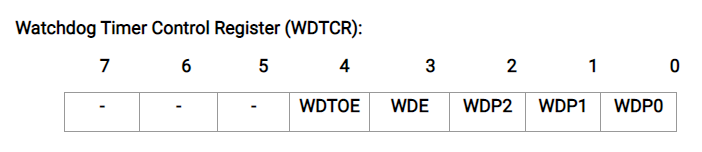 Watchdog Timer Control Register (WDTCR):
7 6 5 4 3 2 1 0
- - - WDTOE WDE WDP2 WDP1 WDP0